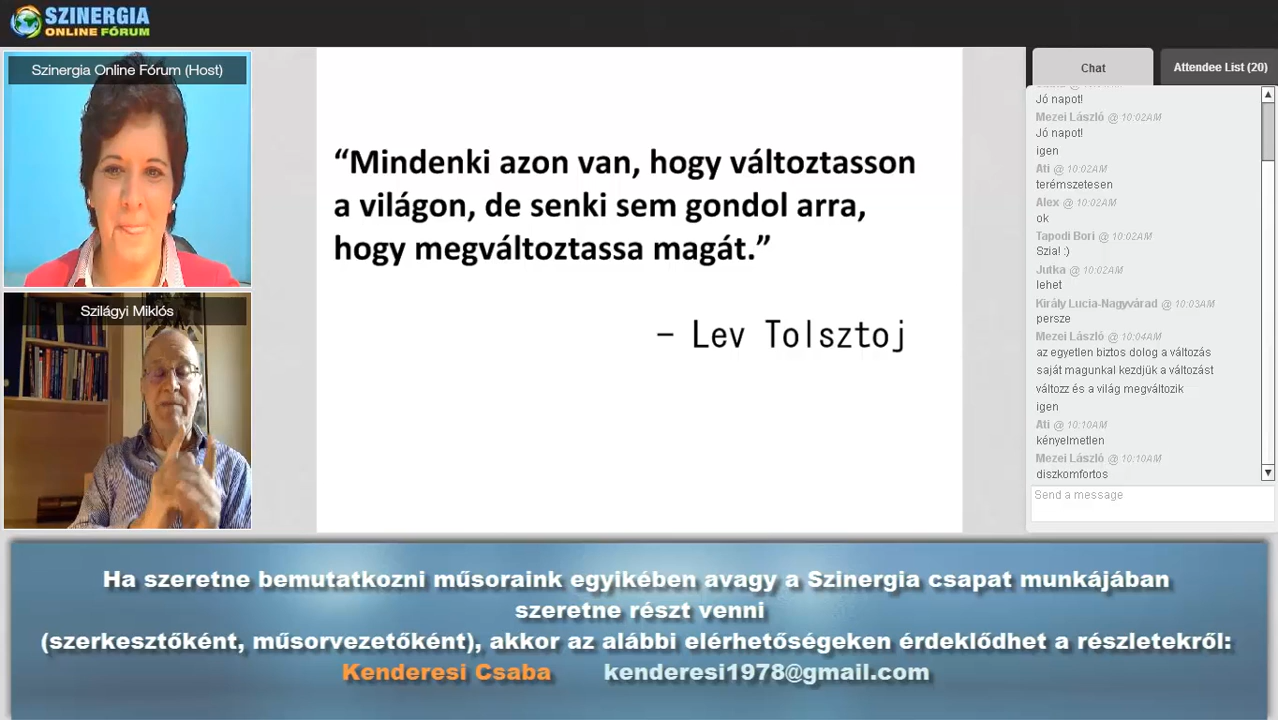 SZINERGIA
ONLINE FÓRUM
Szinergia Online Fórum (Host)
Szilágyi Miklós
“Mindenki azon van, hogy változtasson
a világon, de senki sem gondol arra,
hogy megváltoztassa magát.”
– Lev Tolsztoj
Chat
Attendee List (20)
Jó napot!
Mezei László @ 10:02AM
Jó napot!
igen
Ati @ 10:02AM
terémszetesen
Alex @ 10:02AM
ok
Tapodi Bori @ 10:02AM
Szia! :)
Jutka @ 10:02AM
lehet
Király Lucia-Nagyvárad @ 10:03AM
persze
Mezei László @ 10:04AM
az egyetlen biztos dolog a változás
saját magunkal kezdjük a változást
változz és a világ megváltozik
igen
Ati @ 10:10AM
kényelmetlen
Mezei László @ 10:10AM
diszkomfortos
Send a message
Ha szeretne bemutatkozni műsoraink egyikében avagy a Szinergia csapat munkájában
szeretne részt venni
(szerkesztőként, műsorvezetőként), akkor az alábbi elérhetőségeken érdeklődhet a részletekről:
Kenderesi Csaba kenderesi1978@gmail.com